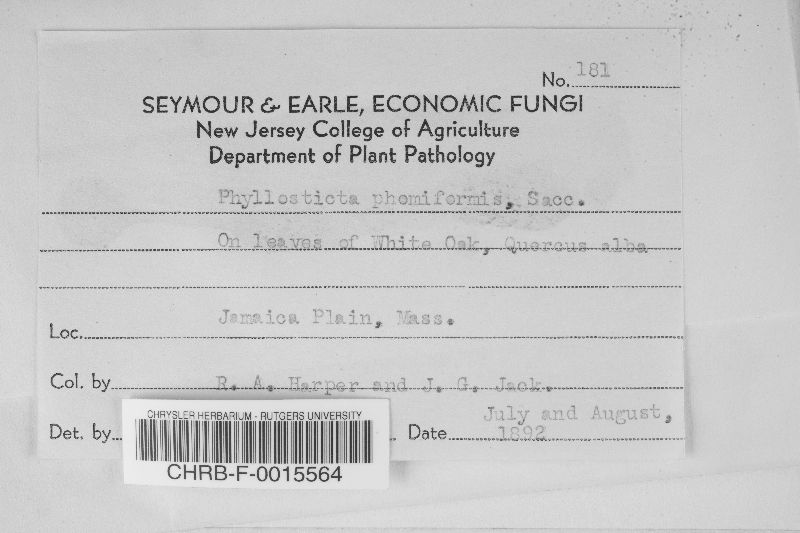 No. 181
SEYMOUR & EARLE, ECONOMIC FUNGI
New Jersey College of Agriculture
Department of Plant Pathology
Phyllosticta phomiformis, Sacc.
On leaves of White Oak, Quercus alba
Loc. Jamaica Plain, Mass.
Col. by R. A. Harper and J. G. Jack.
Det. by Date July and August,
1892
CHRYSLER HERBARIUM - RUTGERS UNIVERSITY
CHRB-F-0015564